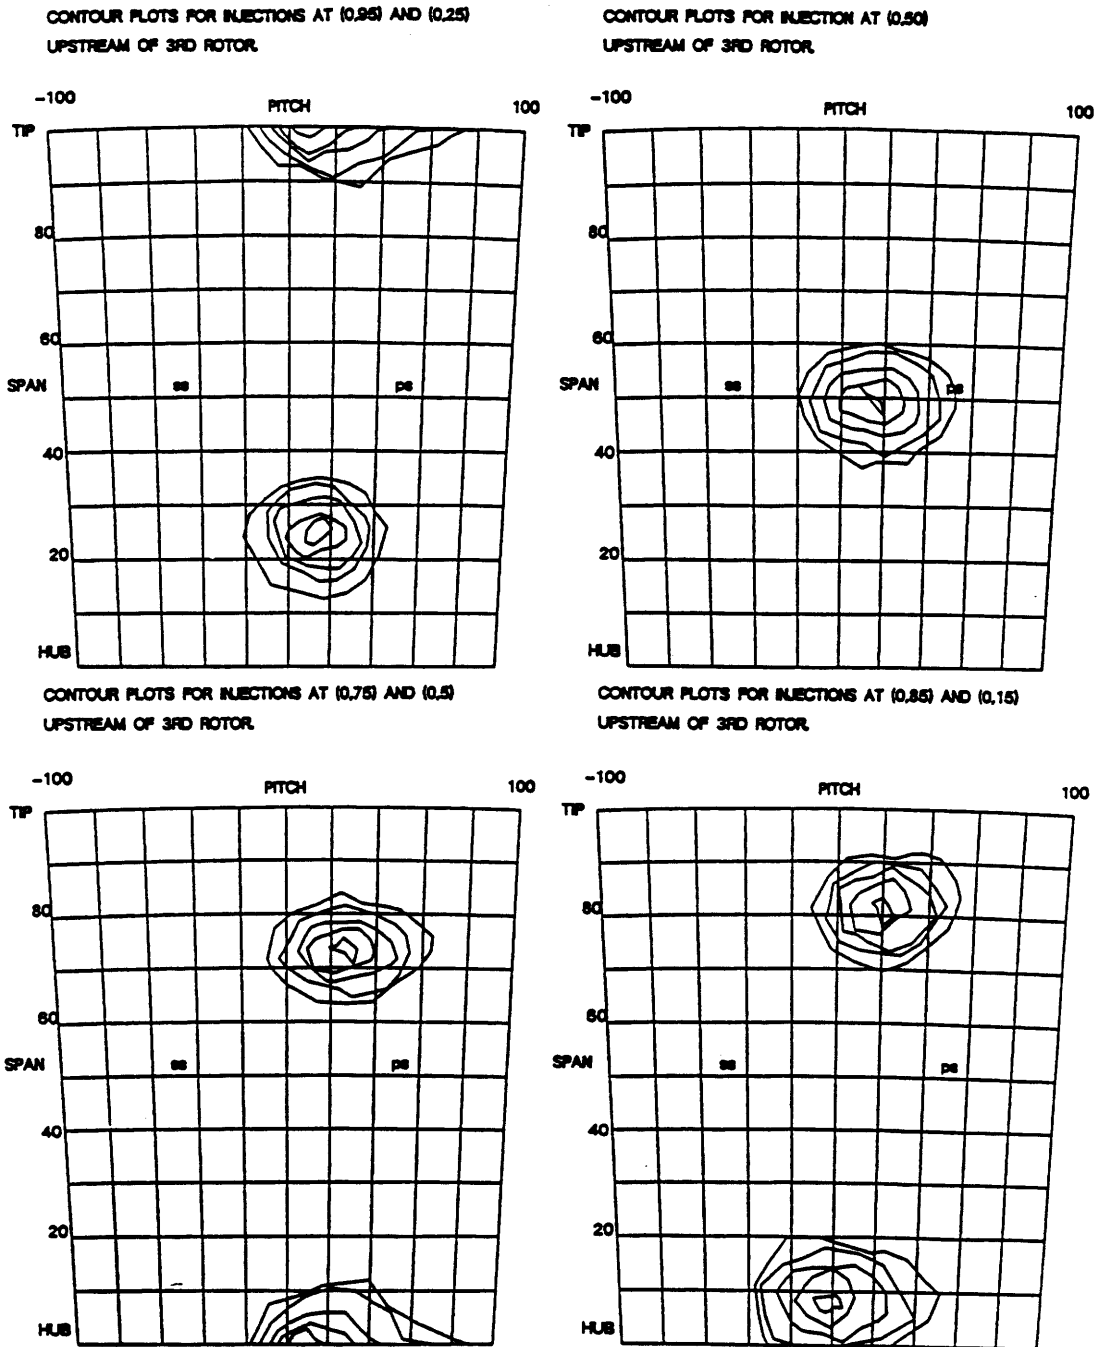 CONTOUR PLOTS FOR INJECTIONS AT (0,95) AND (0,25)
UPSTREAM OF 3RD ROTOR.
-100
PITCH
100
TIP
80
60
SPAN
ss
ps
40
20
HUB
CONTOUR PLOTS FOR INJECTION AT (0,50)
UPSTREAM OF 3RD ROTOR.
-100
PITCH
100
TIP
80
60
SPAN
ss
ps
40
20
HUB
CONTOUR PLOTS FOR INJECTIONS AT (0,75) AND (0,5)
UPSTREAM OF 3RD ROTOR.
-100
PITCH
100
TIP
80
60
SPAN
ss
ps
40
20
HUB
CONTOUR PLOTS FOR INJECTIONS AT (0,85) AND (0,15)
UPSTREAM OF 3RD ROTOR.
-100
PITCH
100
TIP
80
60
SPAN
ss
ps
40
20
HUB